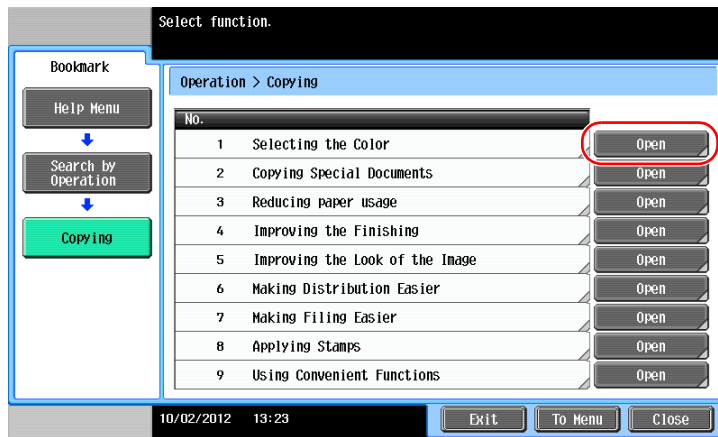 Select function.
Bookmark
Operation > Copying
Help Menu
No.
1 Selecting the Color Open
Search by
Operation
2 Copying Special Documents Open
3 Reducing paper usage Open
Copying
4 Improving the Finishing Open
5 Improving the Look of the Image Open
6 Making Distribution Easier Open
7 Making Filing Easier Open
8 Applying Stamps Open
9 Using Convenient Functions Open
10/02/2012 13:23 Exit To Menu Close